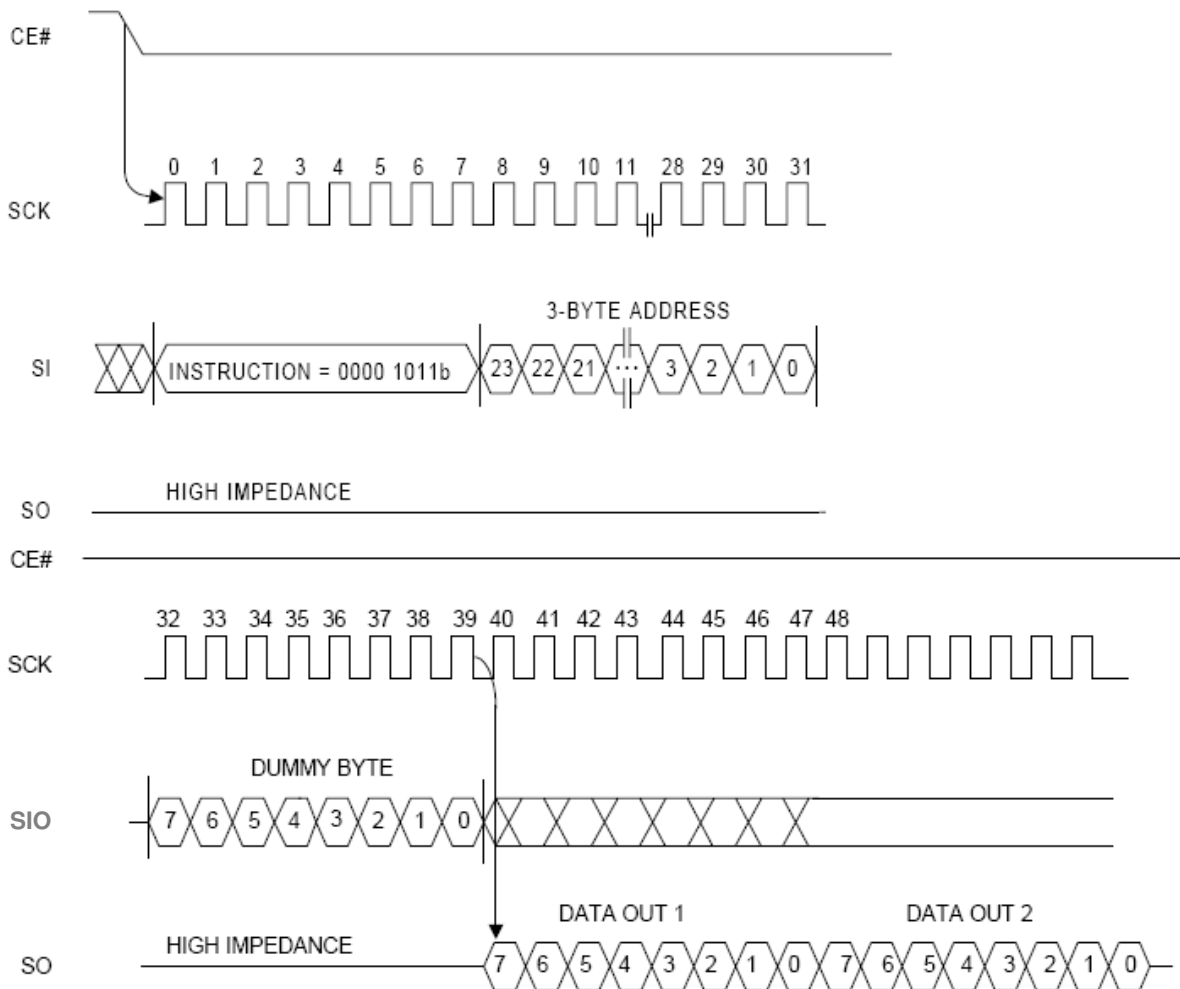 CE#
0 1 2 3 4 5 6 7 8 9 10 11 28 29 30 31
SCK
3-BYTE ADDRESS
SI INSTRUCTION = 0000 1011b 23 22 21 ... 3 2 1 0
HIGH IMPEDANCE
SO
CE#
32 33 34 35 36 37 38 39 40 41 42 43 44 45 46 47 48
SCK
DUMMY BYTE
SIO 7 6 5 4 3 2 1 0
DATA OUT 1 DATA OUT 2
HIGH IMPEDANCE
SO 7 6 5 4 3 2 1 0 7 6 5 4 3 2 1 0